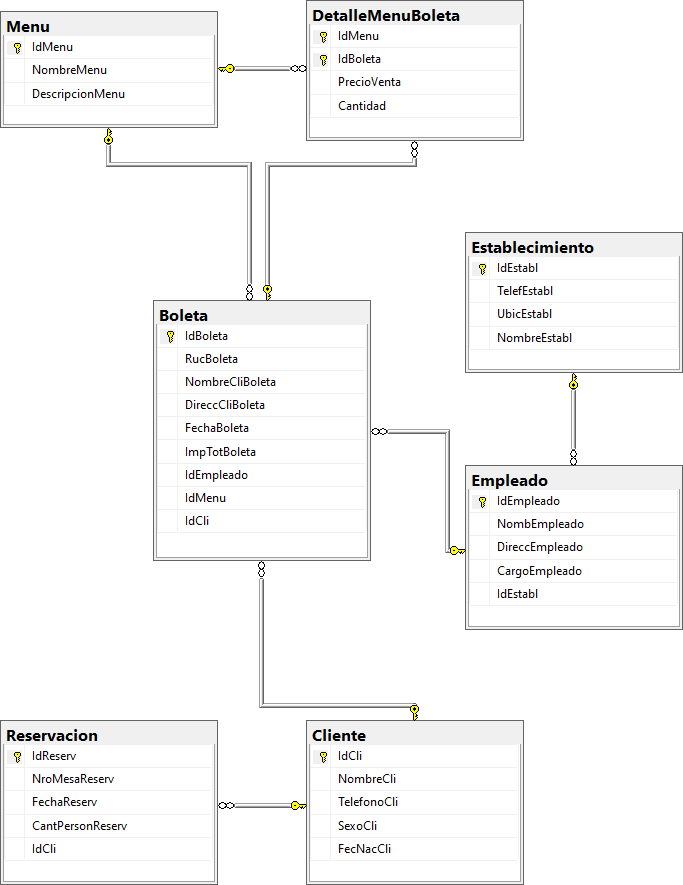 Menu
IdMenu
NombreMenu
DescripcionMenu
DetalleMenuBoleta
IdMenu
IdBoleta
PrecioVenta
Cantidad
Establecimiento
IdEstabl
TelefEstabl
UbicEstabl
NombreEstabl
Boleta
IdBoleta
RucBoleta
NombreCliBoleta
DireccCliBoleta
FechaBoleta
ImpTotBoleta
IdEmpleado
IdMenu
IdCli
Empleado
IdEmpleado
NombEmpleado
DireccEmpleado
CargoEmpleado
IdEstabl
Reservacion
IdReserv
NroMesaReserv
FechaReserv
CantPersonReserv
IdCli
Cliente
IdCli
NombreCli
TelefonoCli
SexoCli
FecNacCli